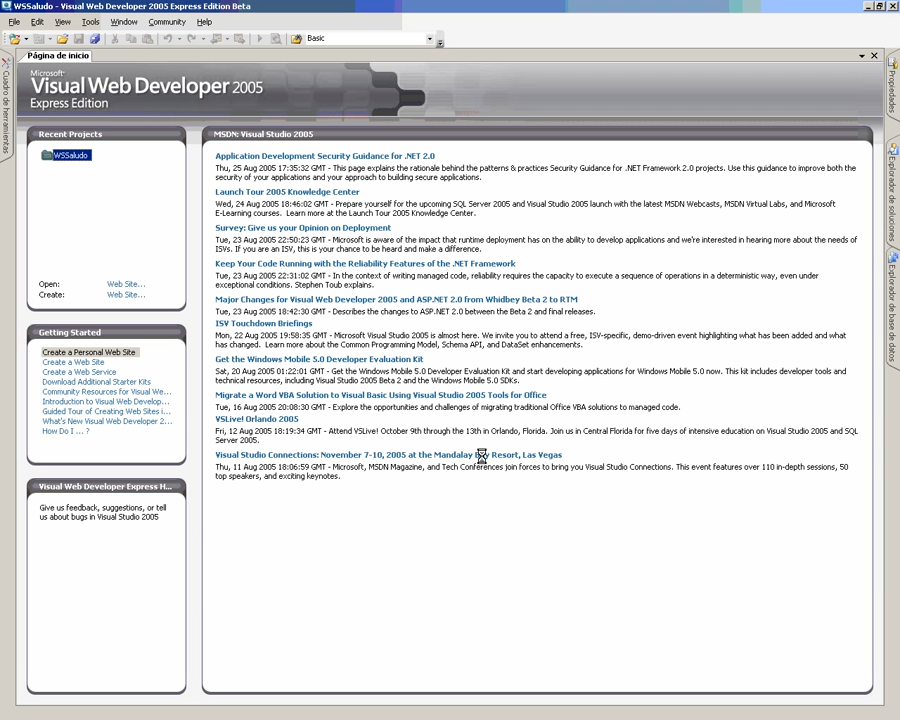 WSSaludo - Visual Web Developer 2005 Express Edition Beta
File Edit View Tools Window Community Help
Basic
Página de inicio
Cuadro de herramientas
Microsoft
Visual Web Developer 2005
Express Edition
Recent Projects
WSSaludo
Open: Web Site...
Create: Web Site...
Getting Started
Create a Personal Web Site
Create a Web Site
Create a Web Service
Download Additional Starter Kits
Community Resources for Visual We...
Introduction to Visual Web Develop...
Guided Tour of Creating Web Sites i...
What's New Visual Web Developer 2...
How Do I ... ?
Visual Web Developer Express H...
Give us feedback, suggestions, or tell
us about bugs in Visual Studio 2005
MSDN: Visual Studio 2005
Application Development Security Guidance for .NET 2.0
Thu, 25 Aug 2005 17:35:32 GMT - This page explains the rationale behind the patterns & practices Security Guidance for .NET Framework 2.0 projects. Use this guidance to improve both the
security of your applications and your approach to building secure applications.
Launch Tour 2005 Knowledge Center
Wed, 24 Aug 2005 18:46:02 GMT - Prepare yourself for the upcoming SQL Server 2005 and Visual Studio 2005 launch with the latest MSDN Webcasts, MSDN Virtual Labs, and Microsoft
E-Learning courses. Learn more at the Launch Tour 2005 Knowledge Center.
Survey: Give us your Opinion on Deployment
Tue, 23 Aug 2005 22:50:23 GMT - Microsoft is aware of the impact that runtime deployment has on the ability to develop applications and we're interested in hearing more about the needs of
ISVs. If you are an ISV, this is your chance to be heard and make a difference.
Keep Your Code Running with the Reliability Features of the .NET Framework
Tue, 23 Aug 2005 22:31:02 GMT - In the context of writing managed code, reliability requires the capacity to execute a sequence of operations in a deterministic way, even under
exceptional conditions. Stephen Toub explains.
Major Changes for Visual Web Developer 2005 and ASP.NET 2.0 from Whidbey Beta 2 to RTM
Tue, 23 Aug 2005 18:42:30 GMT - Describes the changes to ASP.NET 2.0 between the Beta 2 and final releases.
ISV Touchdown Briefings
Mon, 22 Aug 2005 19:58:35 GMT - Microsoft Visual Studio 2005 is almost here. We invite you to attend a free, ISV-specific, demo-driven event highlighting what has been added and what
has changed. Learn more about the Common Programming Model, Schema API, and DataSet enhancements.
Get the Windows Mobile 5.0 Developer Evaluation Kit
Sat, 20 Aug 2005 01:22:01 GMT - Get the Windows Mobile 5.0 Developer Evaluation Kit and start developing applications for Windows Mobile 5.0 now. This kit includes developer tools and
technical resources, including Visual Studio 2005 Beta 2 and the Windows Mobile 5.0 SDKs.
Migrate a Word VBA Solution to Visual Basic Using Visual Studio 2005 Tools for Office
Tue, 16 Aug 2005 20:08:30 GMT - Explore the opportunities and challenges of migrating traditional Office VBA solutions to managed code.
VSLive! Orlando 2005
Fri, 12 Aug 2005 18:19:34 GMT - Attend VSLive! October 9th through the 13th in Orlando, Florida. Join us in Central Florida for five days of intensive education on Visual Studio 2005 and SQL
Server 2005.
Visual Studio Connections: November 7-10, 2005 at the Mandalay Bay Resort, Las Vegas
Thu, 11 Aug 2005 18:06:59 GMT - Microsoft, MSDN Magazine, and Tech Conferences join forces to bring you Visual Studio Connections. This event features over 110 in-depth sessions, 50
top speakers, and exciting keynotes.
Propiedades
Explorador de soluciones
Explorador de base de datos